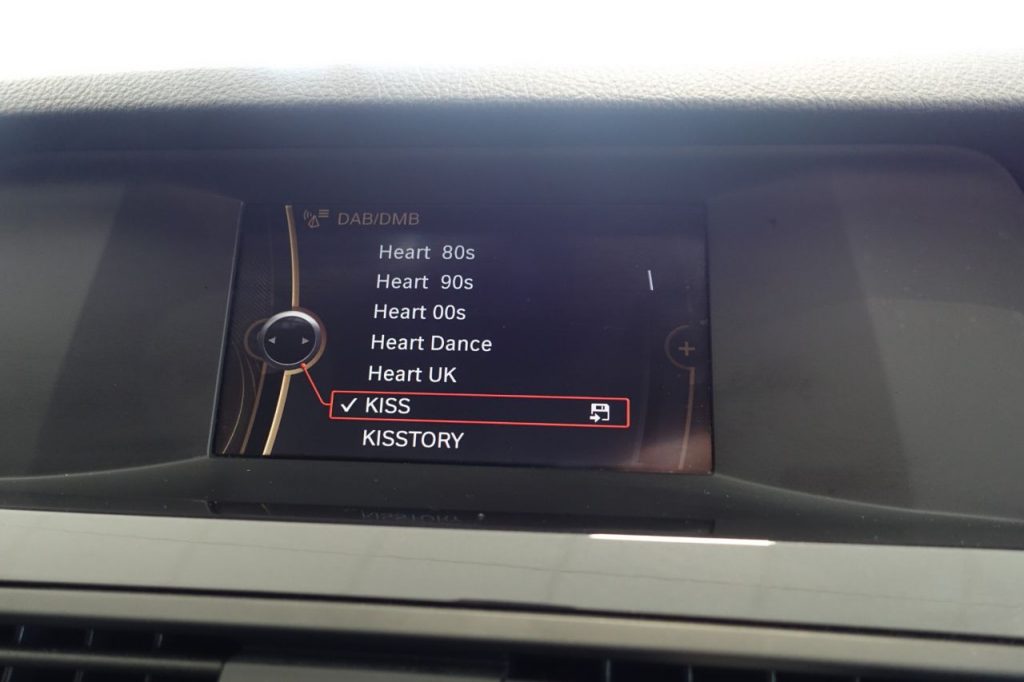 DAB/DMB
Heart 80s
Heart 90s
Heart 00s
Heart Dance
Heart UK
✓ KISS
KISSTORY